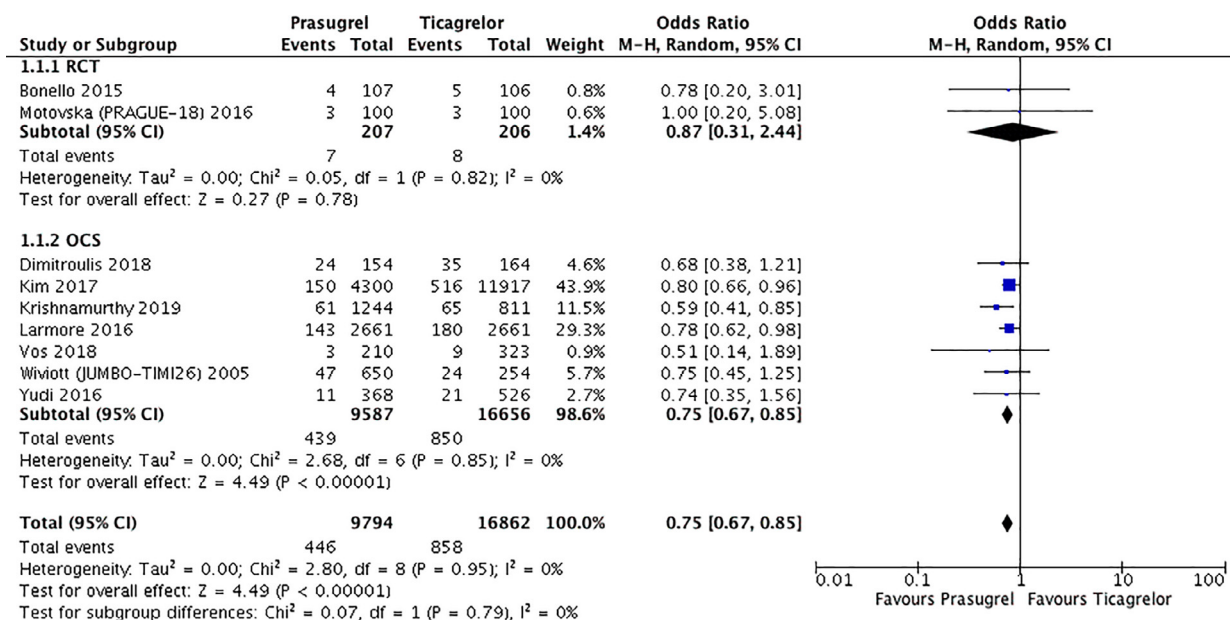 Prasugrel Ticagrelor Odds Ratio Odds Ratio
Study or Subgroup Events Total Events Total Weight M-H, Random, 95% CI M-H, Random, 95% CI
1.1.1 RCT
Bonello 2015 4 107 5 106 0.8% 0.78 [0.20, 3.01]
Motovska (PRAGUE-18) 2016 3 100 3 100 0.6% 1.00 [0.20, 5.08]
Subtotal (95% CI) 207 206 1.4% 0.87 [0.31, 2.44]
Total events 7 8
Heterogeneity: Tau² = 0.00; Chi² = 0.05, df = 1 (P = 0.82); I² = 0%
Test for overall effect: Z = 0.27 (P = 0.78)
1.1.2 OCS
Dimitroulis 2018 24 154 35 164 4.6% 0.68 [0.38, 1.21]
Kim 2017 150 4300 516 11917 43.9% 0.80 [0.66, 0.96]
Krishnamurthy 2019 61 1244 65 811 11.5% 0.59 [0.41, 0.85]
Larmore 2016 143 2661 180 2661 29.3% 0.78 [0.62, 0.98]
Vos 2018 3 210 9 323 0.9% 0.51 [0.14, 1.89]
Wiviott (JUMBO-TIMI26) 2005 47 650 24 254 5.7% 0.75 [0.45, 1.25]
Yudi 2016 11 368 21 526 2.7% 0.74 [0.35, 1.56]
Subtotal (95% CI) 9587 16656 98.6% 0.75 [0.67, 0.85]
Total events 439 850
Heterogeneity: Tau² = 0.00; Chi² = 2.68, df = 6 (P = 0.85); I² = 0%
Test for overall effect: Z = 4.49 (P < 0.00001)
Total (95% CI) 9794 16862 100.0% 0.75 [0.67, 0.85]
Total events 446 858
Heterogeneity: Tau² = 0.00; Chi² = 2.80, df = 8 (P = 0.95); I² = 0%
Test for overall effect: Z = 4.49 (P < 0.00001)
Test for subgroup differences: Chi² = 0.07, df = 1 (P = 0.79), I² = 0%
0.01 0.1 1 10 100
Favours Prasugrel Favours Ticagrelor